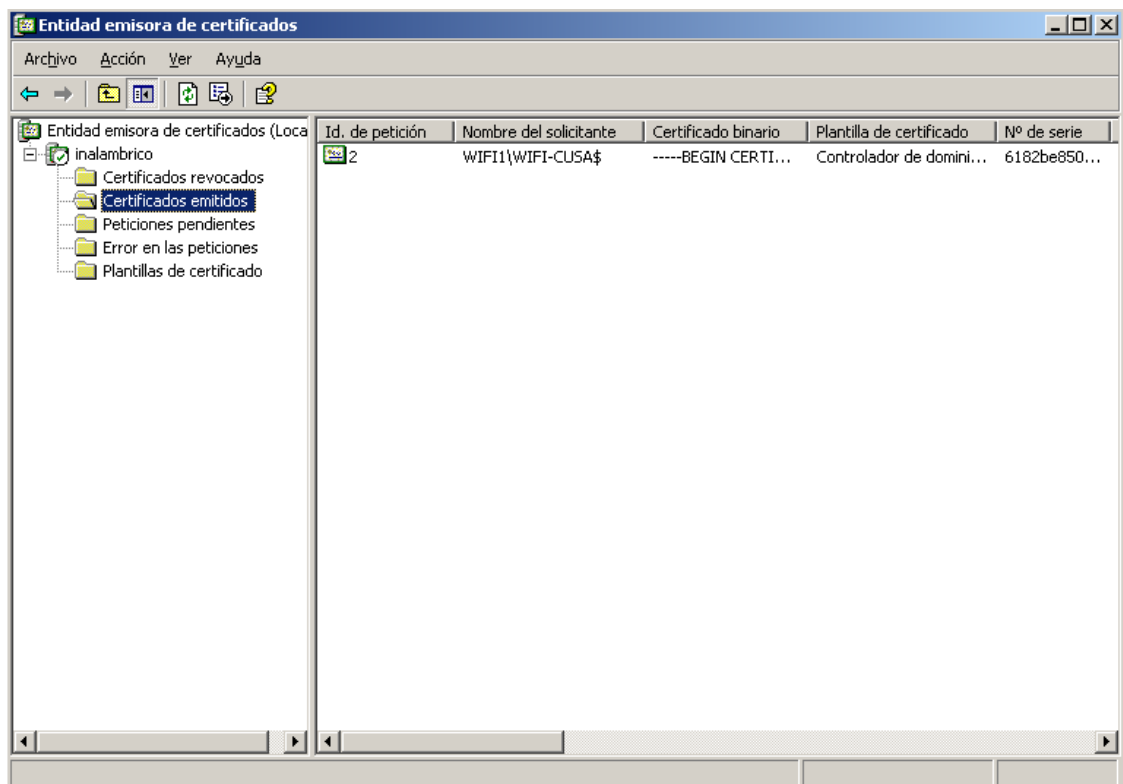 Entidad emisora de certificados
Archivo Acción Ver Ayuda
Entidad emisora de certificados (Loca
inalambrico
Certificados revocados
Certificados emitidos
Peticiones pendientes
Error en las peticiones
Plantillas de certificado
Id. de petición Nombre del solicitante Certificado binario Plantilla de certificado Nº de serie
2 WIFI1\WIFI-CUSA$ -----BEGIN CERTI... Controlador de domini... 6182be850...